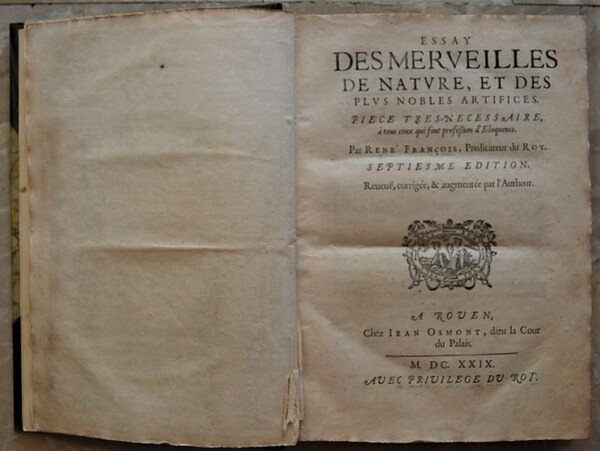 ESSAY
DES MERVEILLES
DE NATVRE, ET DES
PLVS NOBLES ARTIFICES.
PIECE TRES-NECESSAIRE,
à tous ceux qui font profession d'Eloquence.
Par RENE' FRANÇOIS, Predicateur du ROY.
SEPTIESME EDITION.
Reueuë, corrigée, & augmentée par l'Autheur.
A ROVEN,
Chez IEAN OSMONT, dans la Cour
du Palais.
M. DC. XXIX.
AVEC PRIVILEGE DV ROY.